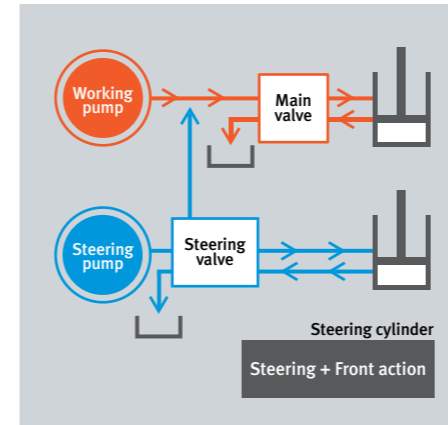 Working
pump
Main
valve
Steering
pump
Steering
valve
Steering cylinder
Steering + Front action